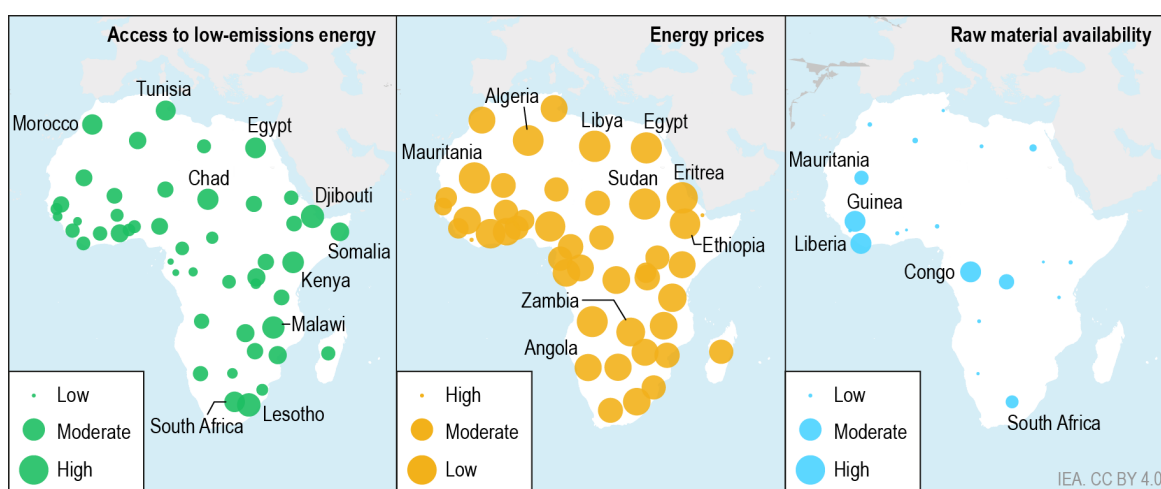 Access to low-emissions energy
Tunisia
Morocco
Egypt
Chad
Djibouti
Somalia
Kenya
Malawi
South Africa
Lesotho
Low
Moderate
High
Energy prices
Algeria
Libya
Egypt
Mauritania
Sudan
Eritrea
Ethiopia
Zambia
Angola
High
Moderate
Low
Raw material availability
Mauritania
Guinea
Liberia
Congo
South Africa
Low
Moderate
High
IEA. CC BY 4.0